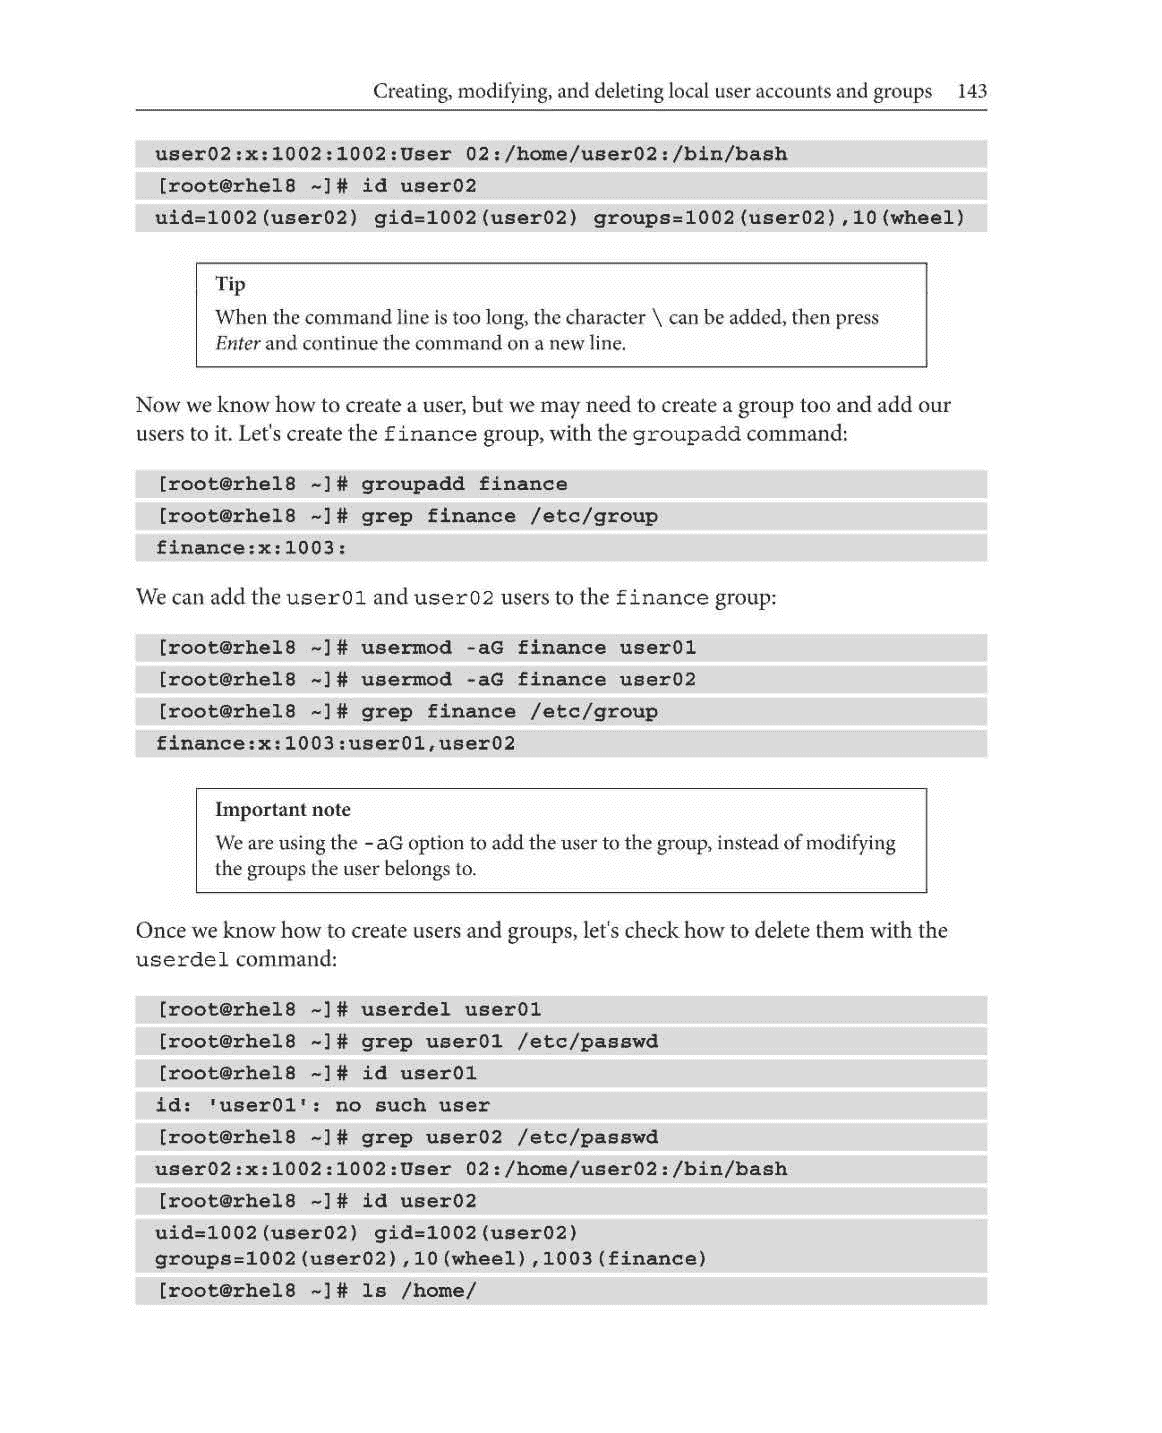 Creating, modifying, and deleting local user accounts and groups 143
user02:x:1002:1002:User 02:/home/user02:/bin/bash
[root@rhel8 ~]# id user02
uid=1002(user02) gid=1002(user02) groups=1002(user02),10(wheel)
Tip
When the command line is too long, the character \ can be added, then press
Enter and continue the command on a new line.
Now we know how to create a user, but we may need to create a group too and add our
users to it. Let's create the finance group, with the groupadd command:
[root@rhel8 ~]# groupadd finance
[root@rhel8 ~]# grep finance /etc/group
finance:x:1003:
We can add the user01 and user02 users to the finance group:
[root@rhel8 ~]# usermod -aG finance user01
[root@rhel8 ~]# usermod -aG finance user02
[root@rhel8 ~]# grep finance /etc/group
finance:x:1003:user01,user02
Important note
We are using the -aG option to add the user to the group, instead of modifying
the groups the user belongs to.
Once we know how to create users and groups, let's check how to delete them with the
userdel command:
[root@rhel8 ~]# userdel user01
[root@rhel8 ~]# grep user01 /etc/passwd
[root@rhel8 ~]# id user01
id: 'user01': no such user
[root@rhel8 ~]# grep user02 /etc/passwd
user02:x:1002:1002:User 02:/home/user02:/bin/bash
[root@rhel8 ~]# id user02
uid=1002(user02) gid=1002(user02)
groups=1002(user02),10(wheel),1003(finance)
[root@rhel8 ~]# ls /home/